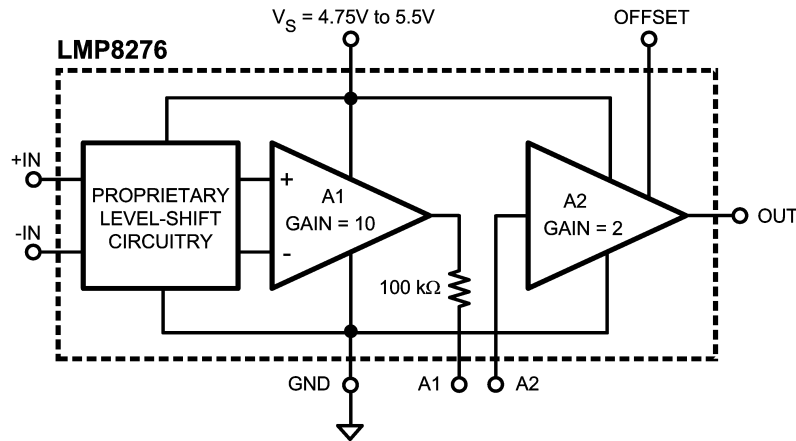 V_S = 4.75V to 5.5V
OFFSET
LMP8276
+IN
-IN
PROPRIETARY
LEVEL-SHIFT
CIRCUITRY
+
-
A1
GAIN = 10
A2
GAIN = 2
OUT
100 kΩ
GND
A1
A2